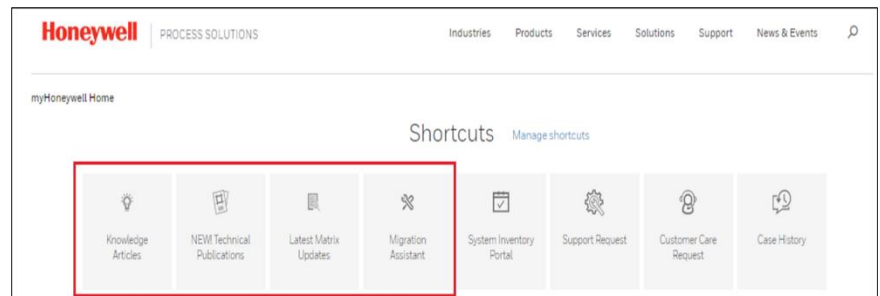 Honeywell PROCESS SOLUTIONS Industries Products Services Solutions Support News & Events
myHoneywell Home
Shortcuts Manage shortcuts
Knowledge Articles
NEW! Technical Publications
Latest Matrix Updates
Migration Assistant
System Inventory Portal
Support Request
Customer Care Request
Case History